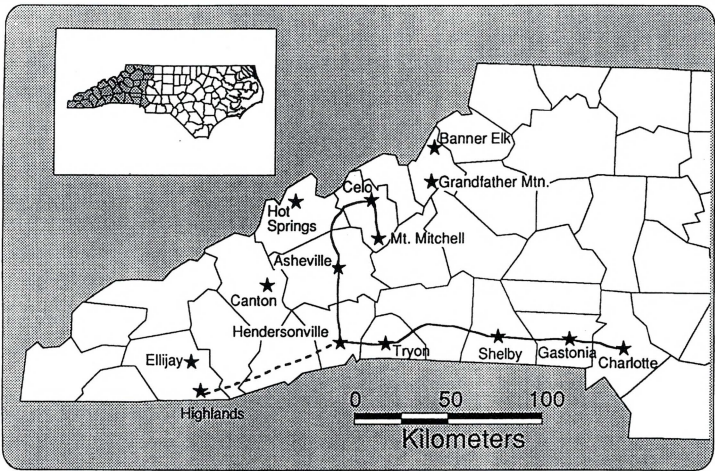 Banner Elk
Grandfather Mtn.
Celo
Hot
Springs
Mt. Mitchell
Asheville
Canton
Hendersonville
Ellijay
Tryon
Shelby
Gastonia
Charlotte
Highlands
0 50 100
Kilometers